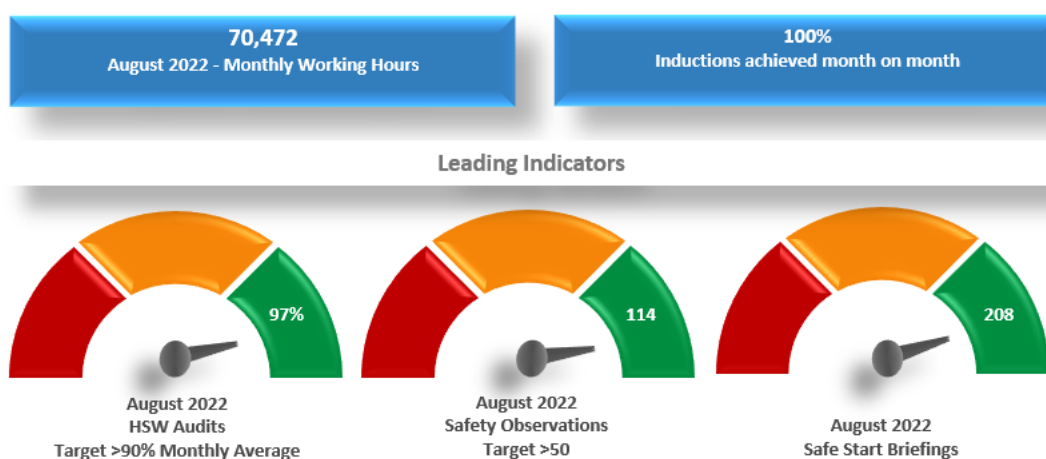 70,472
August 2022 - Monthly Working Hours
100%
Inductions achieved month on month
Leading Indicators
97%
August 2022
HSW Audits
Target >90% Monthly Average
114
August 2022
Safety Observations
Target >50
208
August 2022
Safe Start Briefings